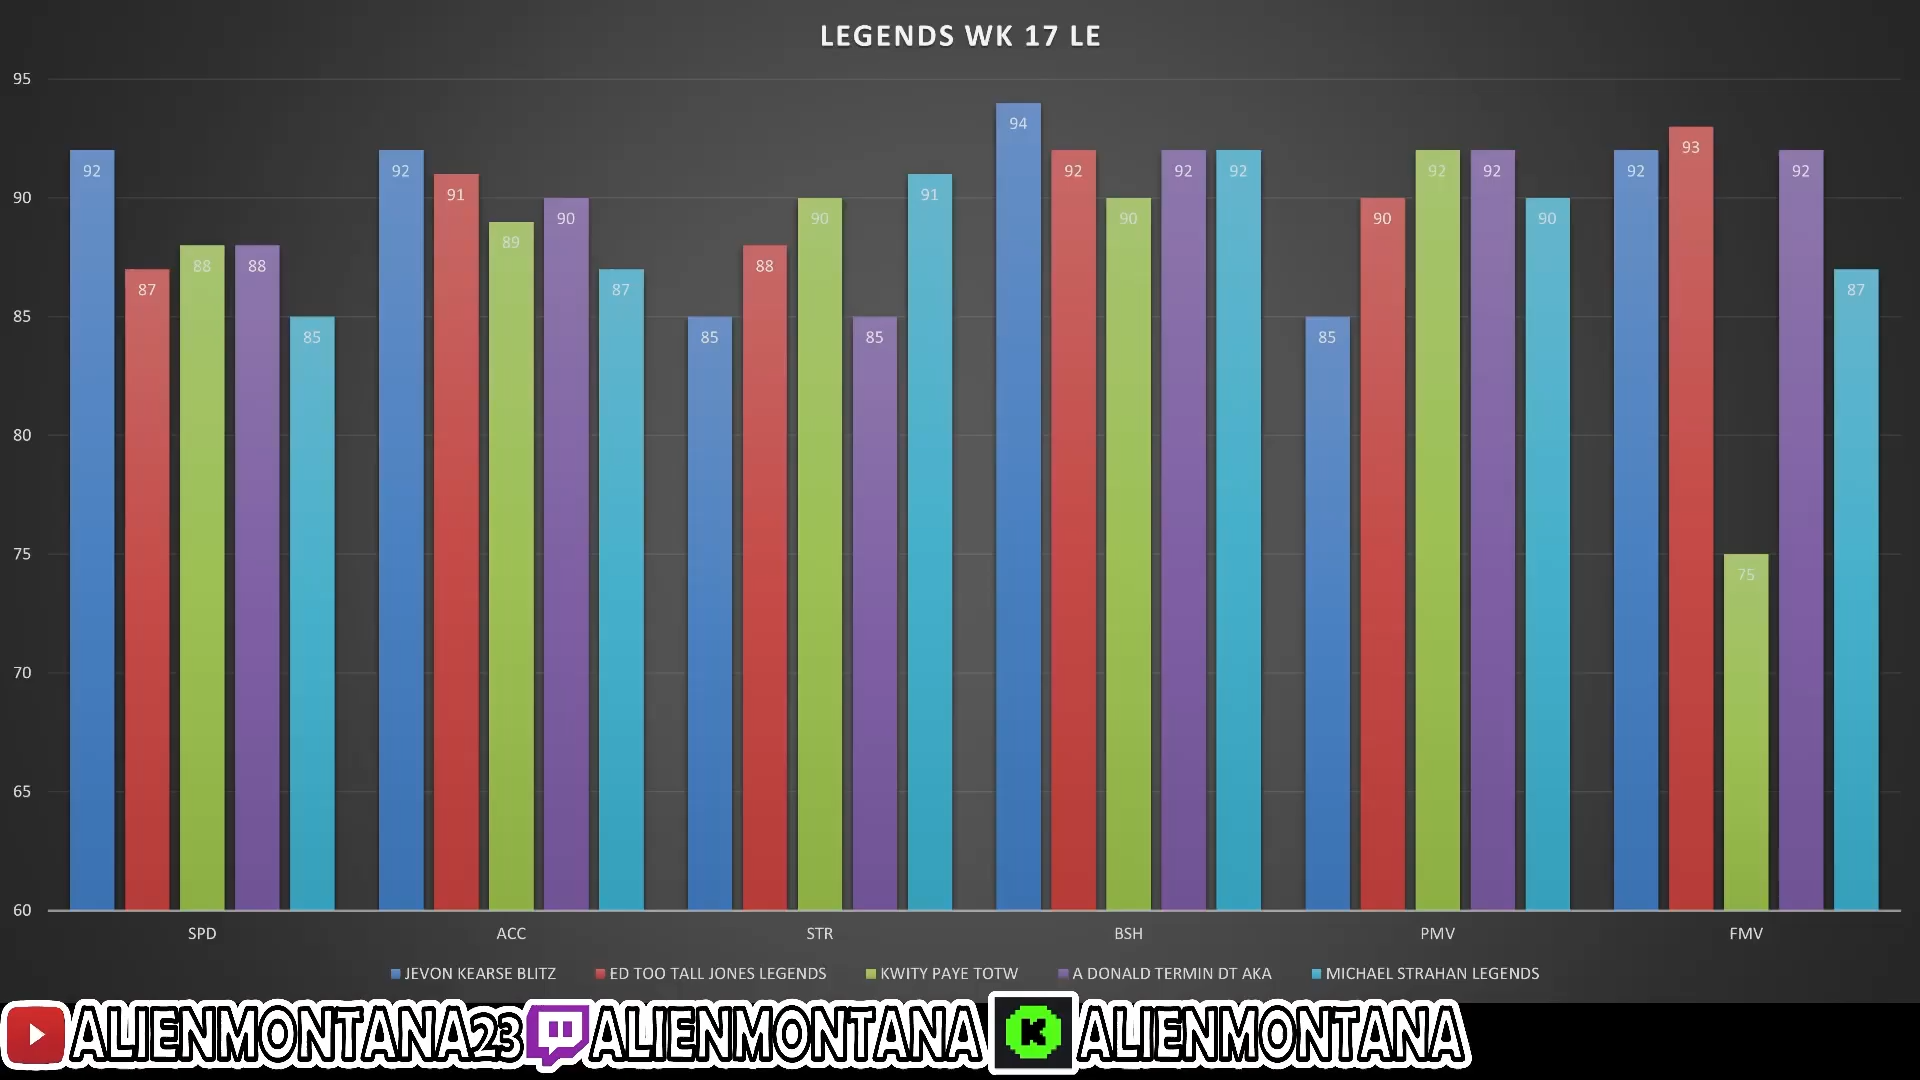 LEGENDS WK 17 LE
95
90
85
80
75
70
65
60
92 87 88 88 85
92 91 89 90 87
85 88 90 85 91
94 92 90 92 92
85 90 92 92 90
92 93 75 92 87
SPD ACC STR BSH PMV FMV
JEVON KEARSE BLITZ ED TOO TALL JONES LEGENDS KWITY PAYE TOTW A DONALD TERMIN DT AKA MICHAEL STRAHAN LEGENDS
ALIENMONTANA23 ALIENMONTANA K ALIENMONTANA